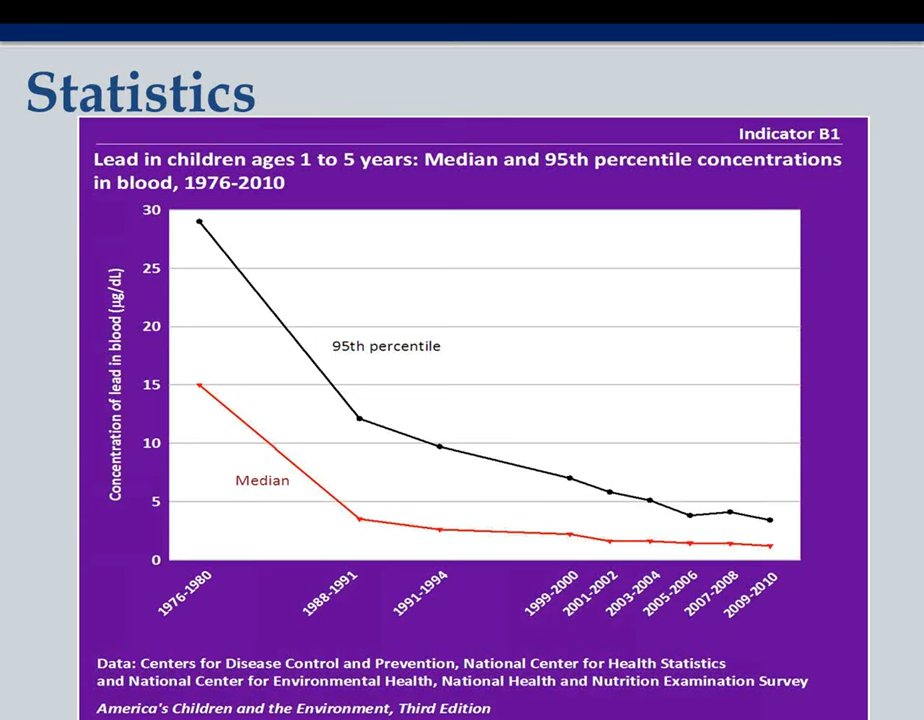 Statistics
Indicator B1
Lead in children ages 1 to 5 years: Median and 95th percentile concentrations
in blood, 1976-2010
Concentration of lead in blood (µg/dL)
30
25
20
15
10
5
0
95th percentile
Median
1976-1980
1988-1991
1991-1994
1999-2000
2001-2002
2003-2004
2005-2006
2007-2008
2009-2010
Data: Centers for Disease Control and Prevention, National Center for Health Statistics
and National Center for Environmental Health, National Health and Nutrition Examination Survey
America's Children and the Environment, Third Edition